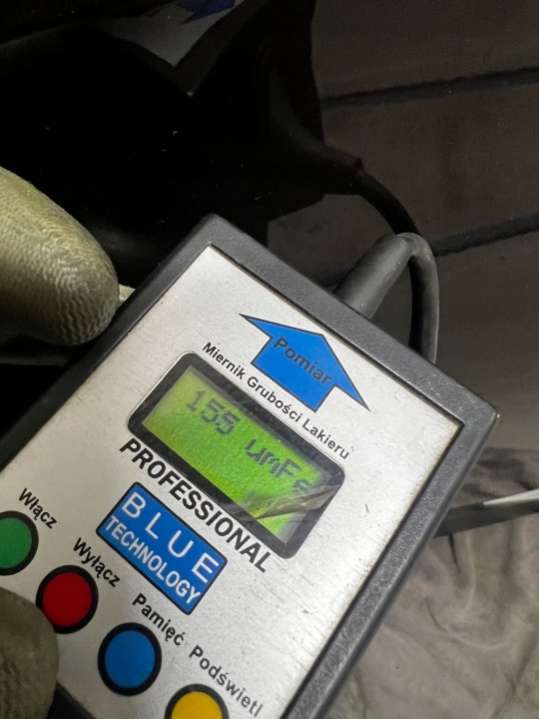 Pomiar
Miernik Grubości Lakieru
155 umFe
PROFESSIONAL
BLUE
TECHNOLOGY
Włącz
Wyłącz
Pamięć
Podświetl